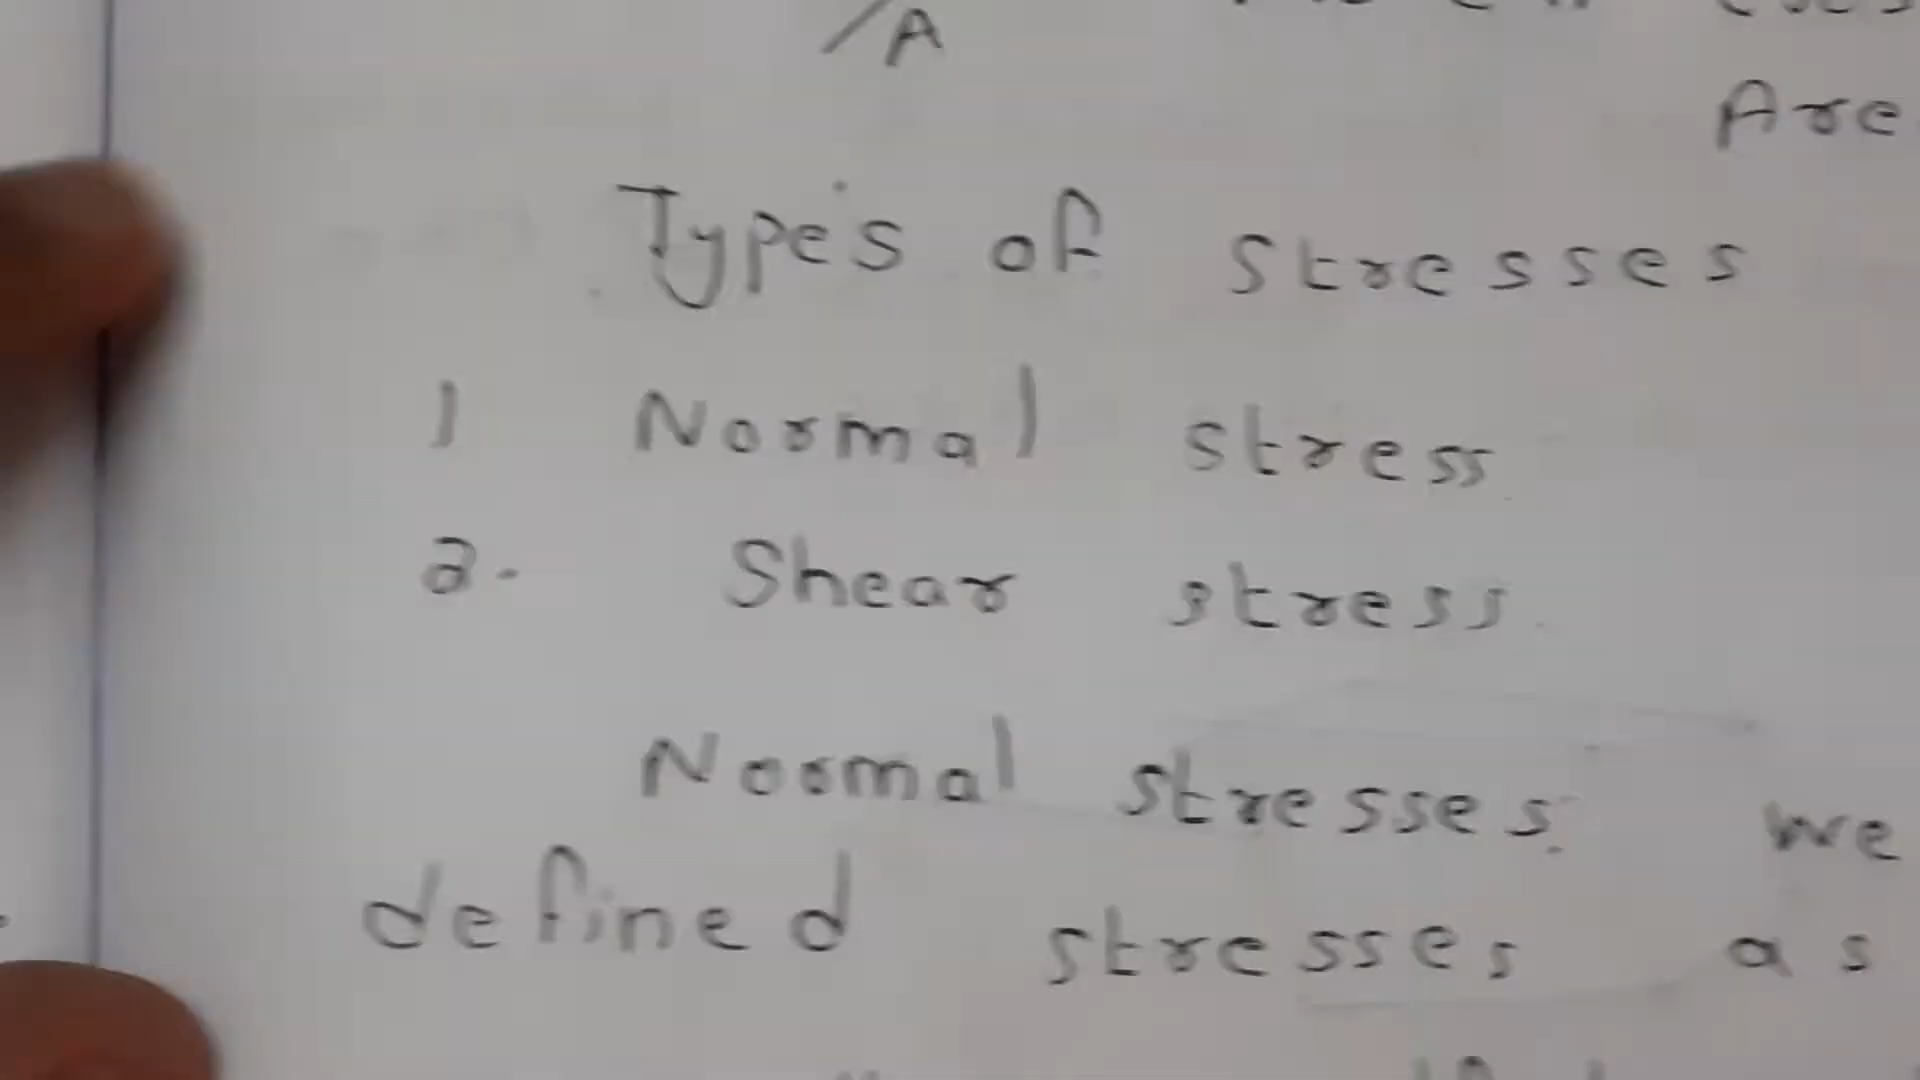 /A
Are
Types of stresses
1 Normal stress
2. Shear stress.
Normal stresses. we
defined stresses as